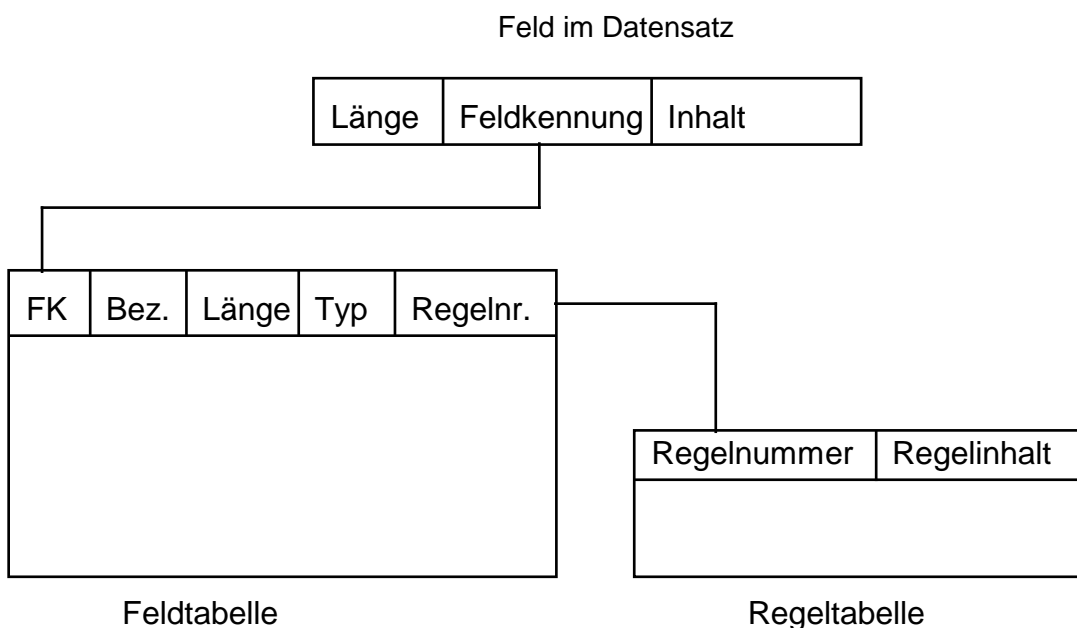 Feld im Datensatz
Länge Feldkennung Inhalt
FK Bez. Länge Typ Regelnr.
Regelnummer Regelinhalt
Feldtabelle Regeltabelle